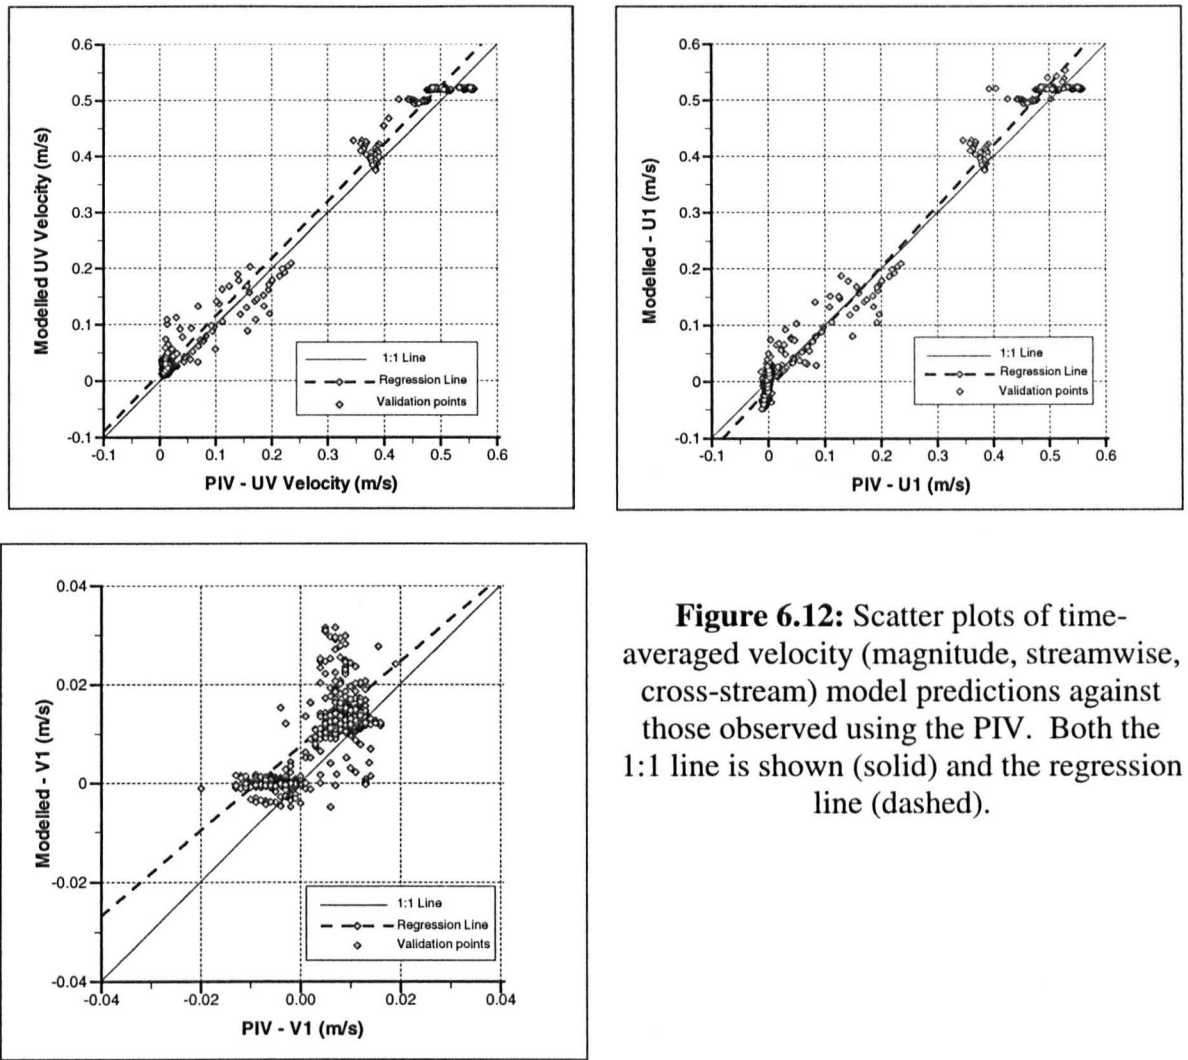 0.6
0.5
0.4
0.3
0.2
0.1
0
-0.1
Modelled UV Velocity (m/s)
1:1 Line
Regression Line
Validation points
-0.1 0 0.1 0.2 0.3 0.4 0.5 0.6
PIV - UV Velocity (m/s)
0.6
0.5
0.4
0.3
0.2
0.1
0
-0.1
Modelled - U1 (m/s)
1:1 Line
Regression Line
Validation points
-0.1 0 0.1 0.2 0.3 0.4 0.5 0.6
PIV - U1 (m/s)
0.04
0.02
0
-0.02
-0.04
Modelled - V1 (m/s)
1:1 Line
Regression Line
Validation points
-0.04 -0.02 0.00 0.02 0.04
PIV - V1 (m/s)
Figure 6.12: Scatter plots of time-
averaged velocity (magnitude, streamwise,
cross-stream) model predictions against
those observed using the PIV. Both the
1:1 line is shown (solid) and the regression
line (dashed).